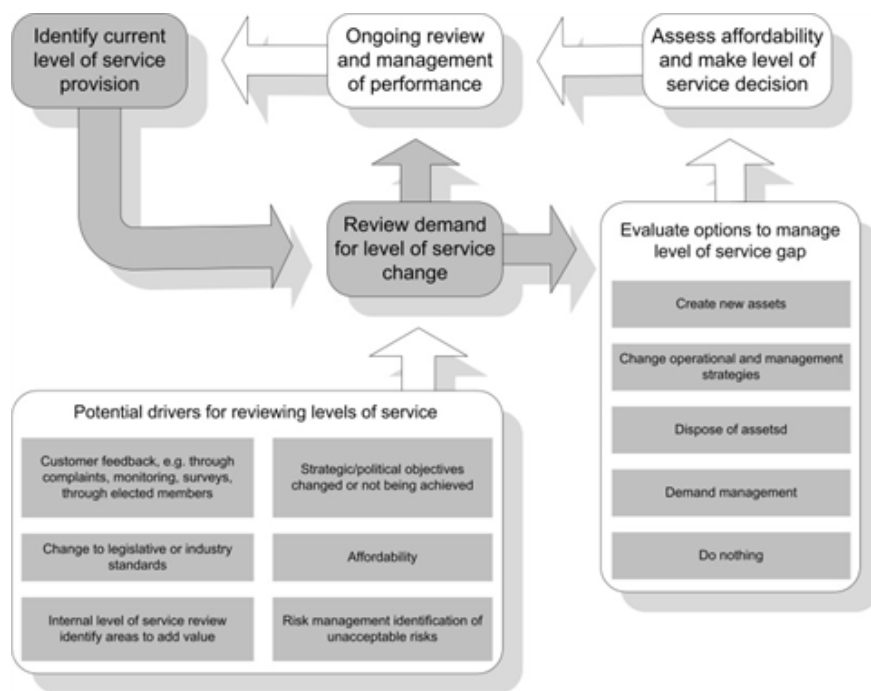 Identify current
level of service
provision
Ongoing review
and management
of performance
Assess affordability
and make level of
service decision
Review demand
for level of service
change
Evaluate options to manage
level of service gap
Create new assets
Change operational and management
strategies
Dispose of assetsd
Demand management
Do nothing
Potential drivers for reviewing levels of service
Customer feedback, e.g. through
complaints, monitoring, surveys,
through elected members
Strategic/political objectives
changed or not being achieved
Change to legislative or industry
standards
Affordability
Internal level of service review
identify areas to add value
Risk management identification of
unacceptable risks